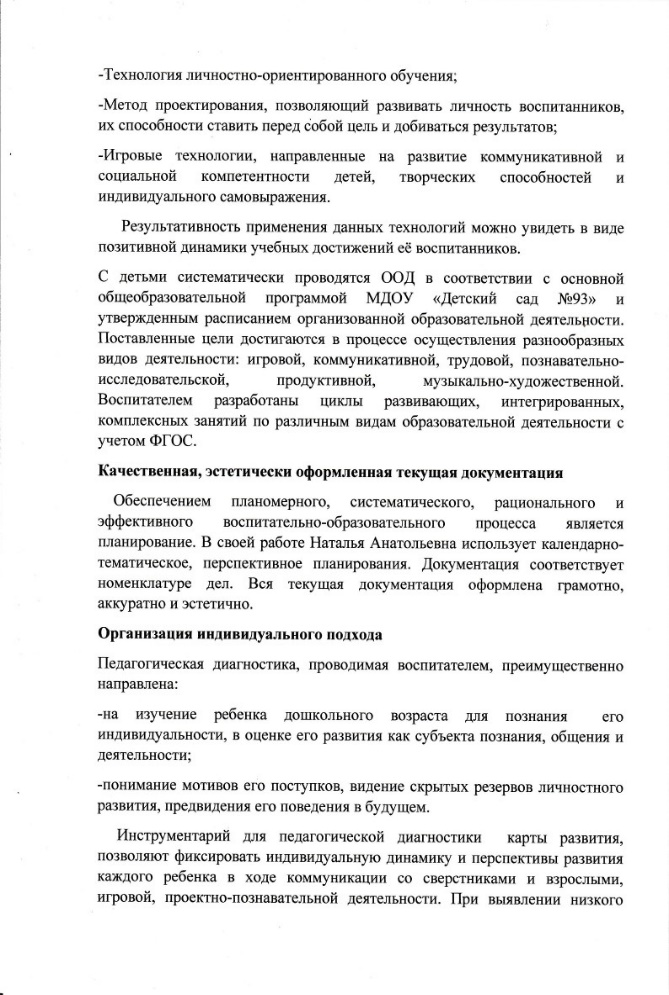 -Технология личностно-ориентированного обучения;
-Метод проектирования, позволяющий развивать личность воспитанников,
их способности ставить перед собой цель и добиваться результатов;
-Игровые технологии, направленные на развитие коммуникативной и
социальной компетентности детей, творческих способностей и
индивидуального самовыражения.
Результативность применения данных технологий можно увидеть в виде
позитивной динамики учебных достижений её воспитанников.
С детьми систематически проводятся ООД в соответствии с основной
общеобразовательной программой МДОУ «Детский сад №93» и
утвержденным расписанием организованной образовательной деятельности.
Поставленные цели достигаются в процессе осуществления разнообразных
видов деятельности: игровой, коммуникативной, трудовой, познавательно-
исследовательской, продуктивной, музыкально-художественной.
Воспитателем разработаны циклы развивающих, интегрированных,
комплексных занятий по различным видам образовательной деятельности с
учетом ФГОС.
Качественная, эстетически оформленная текущая документация
Обеспечением планомерного, систематического, рационального и
эффективного воспитательно-образовательного процесса является
планирование. В своей работе Наталья Анатольевна использует календарно-
тематическое, перспективное планирования. Документация соответствует
номенклатуре дел. Вся текущая документация оформлена грамотно,
аккуратно и эстетично.
Организация индивидуального подхода
Педагогическая диагностика, проводимая воспитателем, преимущественно
направлена:
-на изучение ребенка дошкольного возраста для познания его
индивидуальности, в оценке его развития как субъекта познания, общения и
деятельности;
-понимание мотивов его поступков, видение скрытых резервов личностного
развития, предвидения его поведения в будущем.
Инструментарий для педагогической диагностики карты развития,
позволяют фиксировать индивидуальную динамику и перспективы развития
каждого ребенка в ходе коммуникации со сверстниками и взрослыми,
игровой, проектно-познавательной деятельности. При выявлении низкого